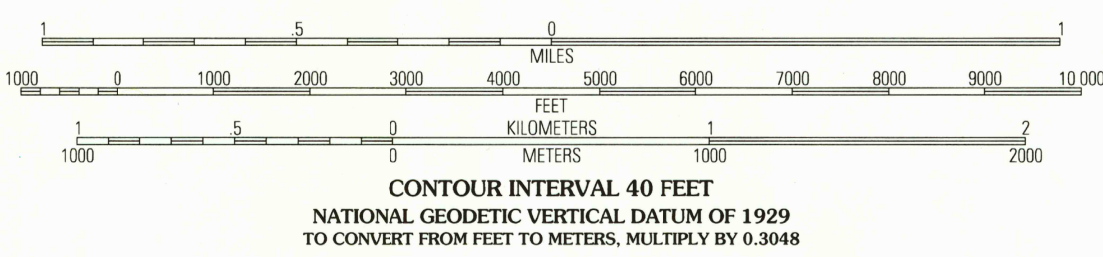 1 .5 0 1
MILES
1000 0 1000 2000 3000 4000 5000 6000 7000 8000 9000 10 000
FEET
1 .5 0 KILOMETERS 1 2
1000 0 METERS 1000 2000
CONTOUR INTERVAL 40 FEET
NATIONAL GEODETIC VERTICAL DATUM OF 1929
TO CONVERT FROM FEET TO METERS, MULTIPLY BY 0.3048